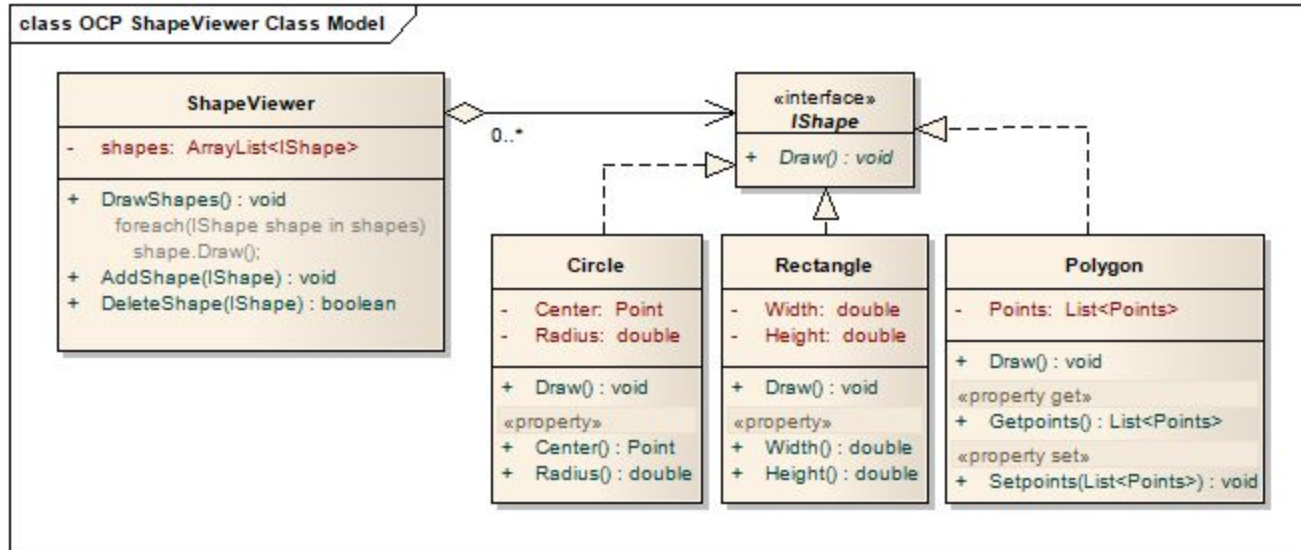 class OCP ShapeViewer Class Model
ShapeViewer
- shapes: ArrayList<IShape>
+ DrawShapes() : void
foreach(IShape shape in shapes)
shape.Draw();
+ AddShape(IShape) : void
+ DeleteShape(IShape) : boolean
0..*
«interface»
IShape
+ Draw() : void
Circle
- Center: Point
- Radius: double
+ Draw() : void
«property»
+ Center() : Point
+ Radius() : double
Rectangle
- Width: double
- Height: double
+ Draw() : void
«property»
+ Width() : double
+ Height() : double
Polygon
- Points: List<Points>
+ Draw() : void
«property get»
+ Getpoints() : List<Points>
«property set»
+ Setpoints(List<Points>) : void